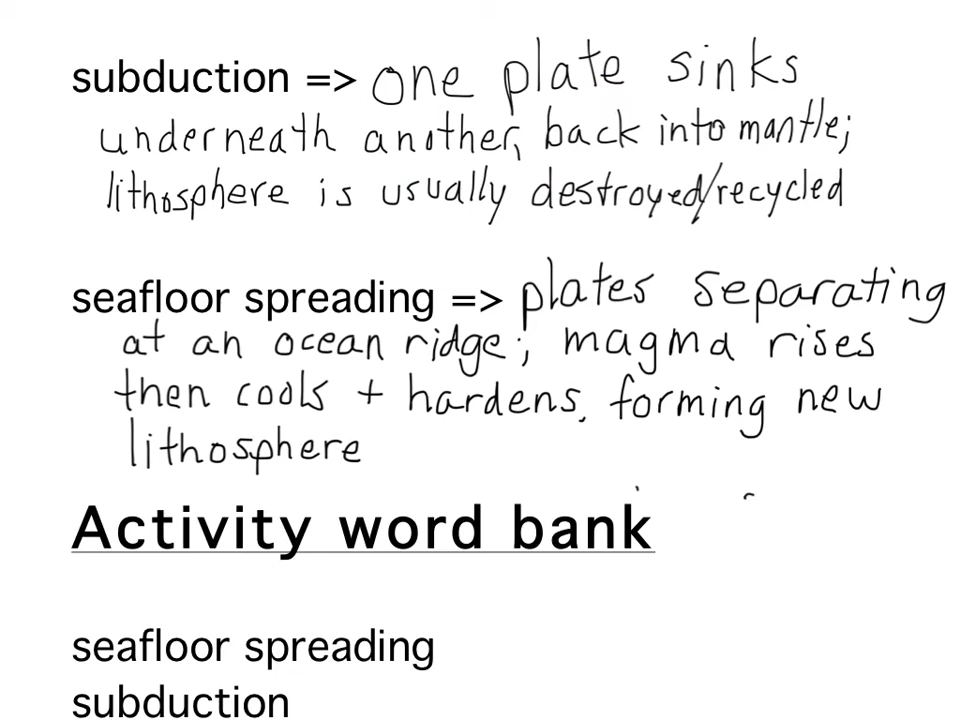 subduction => one plate sinks
underneath another, back into mantle;
lithosphere is usually destroyed/recycled
seafloor spreading => plates separating
at an ocean ridge; magma rises
then cools + hardens, forming new
lithosphere
Activity word bank
seafloor spreading
subduction